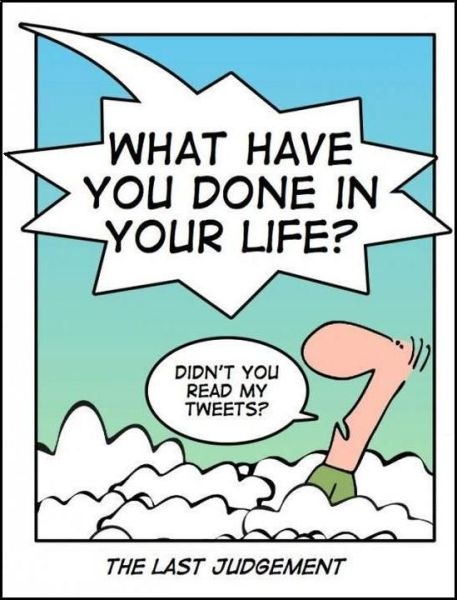 WHAT HAVE
YOU DONE IN
YOUR LIFE?
DIDN'T YOU
READ MY
TWEETS?
THE LAST JUDGEMENT